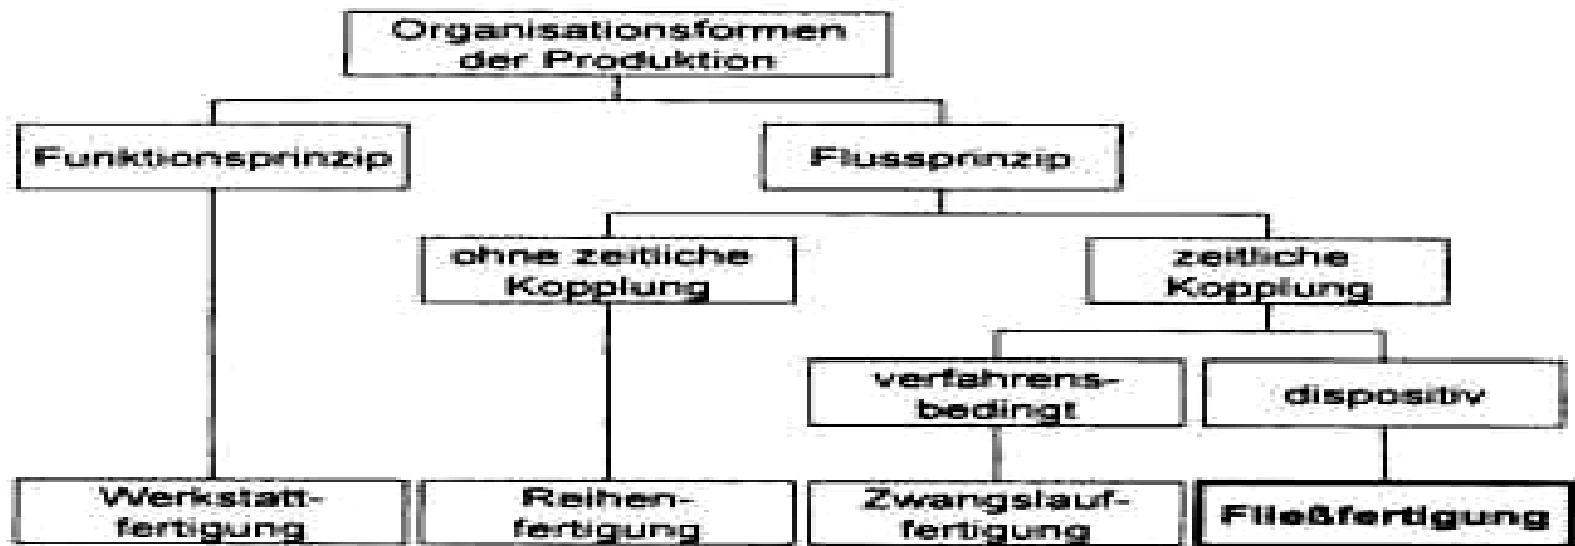 Organisationsformen
der Produktion
Funktionsprinzip
Flussprinzip
ohne zeitliche
Kopplung
zeitliche
Kopplung
verfahrens-
bedingt
dispositiv
Werkstatt-
fertigung
Reihen-
fertigung
Zwangslauf-
fertigung
Fließfertigung